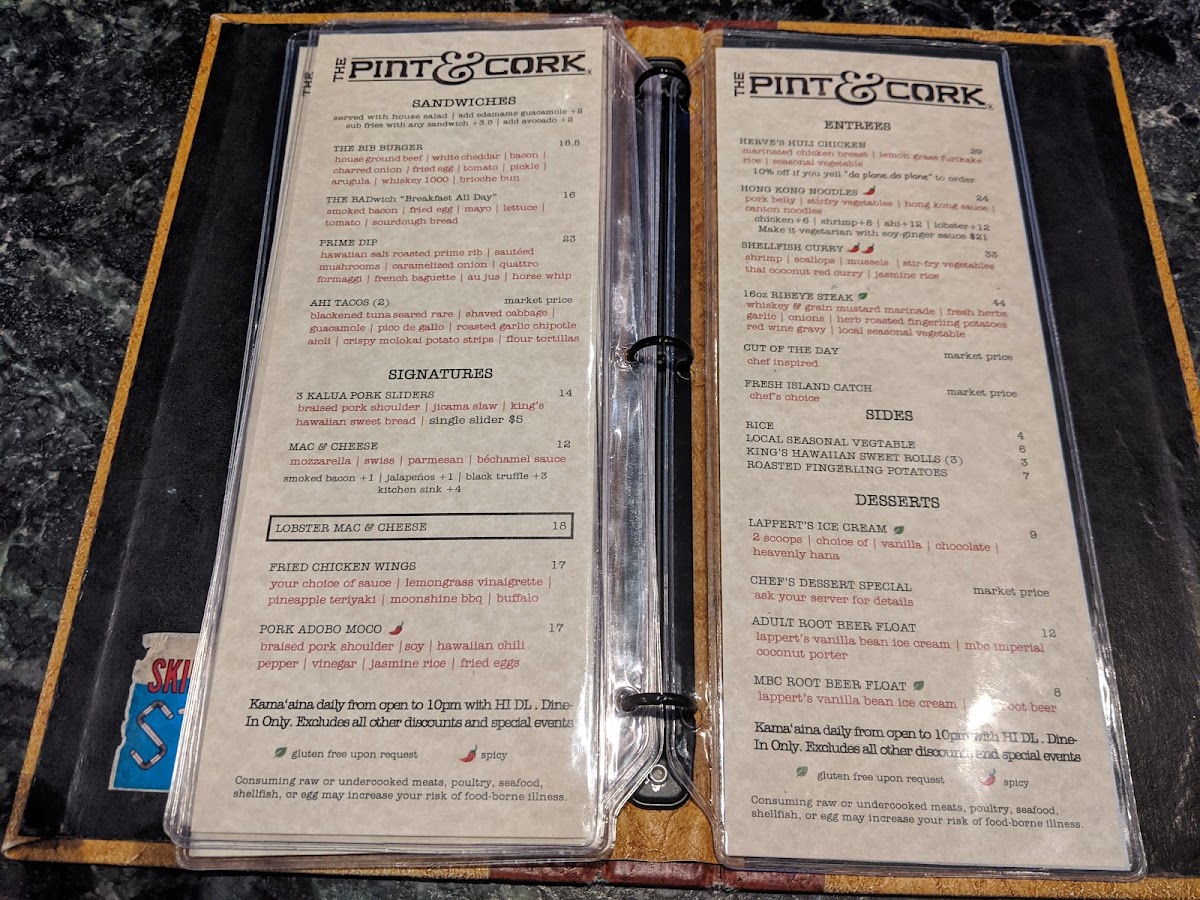 THE PINT & CORK
SANDWICHES
served with house salad | add edamame guacamole +2
sub fries with any sandwich +3.5 | add avocado +2
THE BIB BURGER 18.5
house ground beef | white cheddar | bacon |
charred onion | fried egg | tomato | pickle |
arugula | whiskey 1000 | brioche bun
THE BADwich "Breakfast All Day" 16
smoked bacon | fried egg | mayo | lettuce |
tomato | sourdough bread
PRIME DIP 23
hawaiian salt roasted prime rib | sautéed
mushrooms | caramelized onion | quattro
formaggi | french baguette | au jus | horse whip
AHI TACOS (2) market price
blackened tuna seared rare | shaved cabbage |
guacamole | pico de gallo | roasted garlic chipotle
aioli | crispy molokai potato strips | flour tortillas
SIGNATURES
3 KALUA PORK SLIDERS 14
braised pork shoulder | jicama slaw | king's
hawaiian sweet bread | single slider $5
MAC & CHEESE 12
mozzarella | swiss | parmesan | béchamel sauce
smoked bacon +1 | jalapeños +1 | black truffle +3
kitchen sink +4
LOBSTER MAC & CHEESE 18
FRIED CHICKEN WINGS 17
your choice of sauce | lemongrass vinaigrette |
pineapple teriyaki | moonshine bbq | buffalo
PORK ADOBO MOCO 17
braised pork shoulder | soy | hawaiian chili
pepper | vinegar | jasmine rice | fried eggs
Kama'aina daily from open to 10pm with HI DL . Dine-
In Only. Excludes all other discounts and special events
gluten free upon request spicy
Consuming raw or undercooked meats, poultry, seafood,
shellfish, or egg may increase your risk of food-borne illness.
THE PINT & CORK
ENTREES
HERVE'S HULI CHICKEN 29
marinated chicken breast | lemon grass furikake
rice | seasonal vegetable
10% off if you yell "da plane, da plane" to order
HONG KONG NOODLES 24
pork belly | stirfry vegetables | hong kong sauce |
canton noodles
chicken+6 | shrimp+8 | ahi+12 | lobster+12
Make it vegetarian with soy-ginger sauce $21
SHELLFISH CURRY 33
shrimp | scallops | mussels | stir-fry vegetables
thai coconut red curry | jasmine rice
16oz RIBEYE STEAK 44
whiskey & grain mustard marinade | fresh herbs
garlic | onions | herb roasted fingerling potatoes
red wine gravy | local seasonal vegetable
CUT OF THE DAY market price
chef inspired
FRESH ISLAND CATCH market price
chef's choice
SIDES
RICE 4
LOCAL SEASONAL VEGTABLE 6
KING'S HAWAIIAN SWEET ROLLS (3) 3
ROASTED FINGERLING POTATOES 7
DESSERTS
LAPPERT'S ICE CREAM 9
2 scoops | choice of | vanilla | chocolate |
heavenly hana
CHEF'S DESSERT SPECIAL market price
ask your server for details
ADULT ROOT BEER FLOAT 12
lappert's vanilla bean ice cream | mbc imperial
coconut porter
MBC ROOT BEER FLOAT 8
lappert's vanilla bean ice cream | root beer
Kama'aina daily from open to 10pm with HI DL . Dine-
In Only. Excludes all other discounts and special events
gluten free upon request spicy
Consuming raw or undercooked meats, poultry, seafood,
shellfish, or egg may increase your risk of food-borne illness.